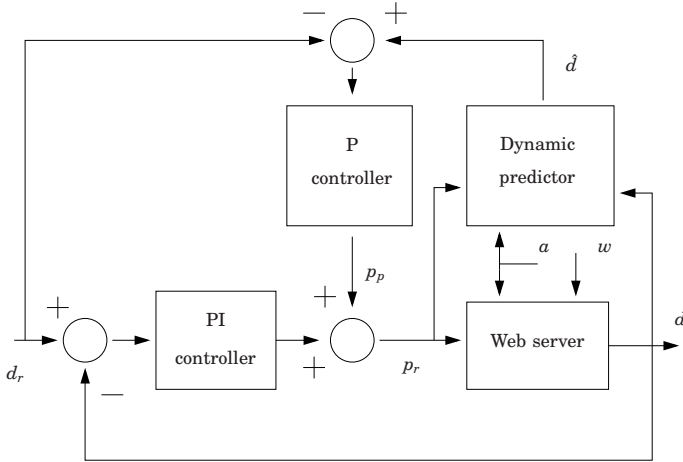 − +
d̂
P
controller
Dynamic
predictor
a w
p_p
+ +
PI
controller
Web server
d
d_r
+
p_r
−